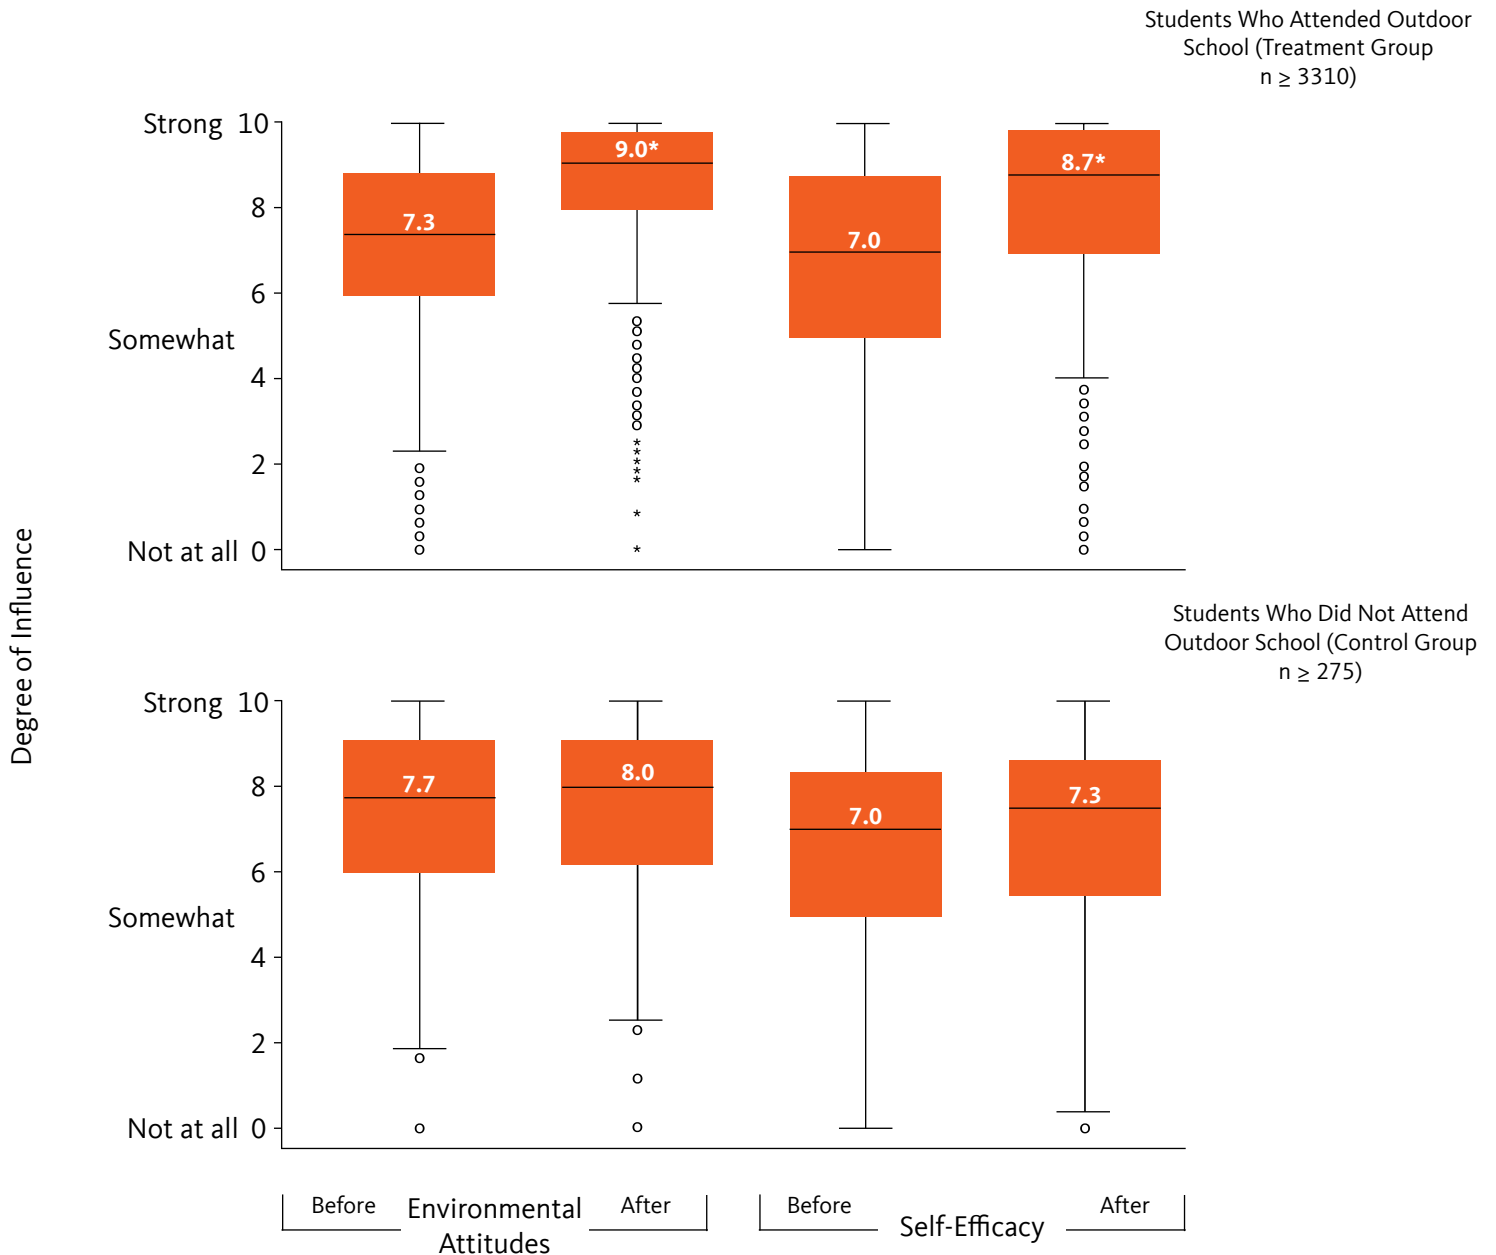 Students Who Attended Outdoor
School (Treatment Group
n ≥ 3310)
Degree of Influence
Strong 10
8
6
Somewhat
4
2
Not at all 0
7.3
9.0*
7.0
8.7*
Students Who Did Not Attend
Outdoor School (Control Group
n ≥ 275)
Strong 10
8
6
Somewhat
4
2
Not at all 0
7.7
8.0
7.0
7.3
Before
Environmental
Attitudes
After
Before
Self-Efficacy
After